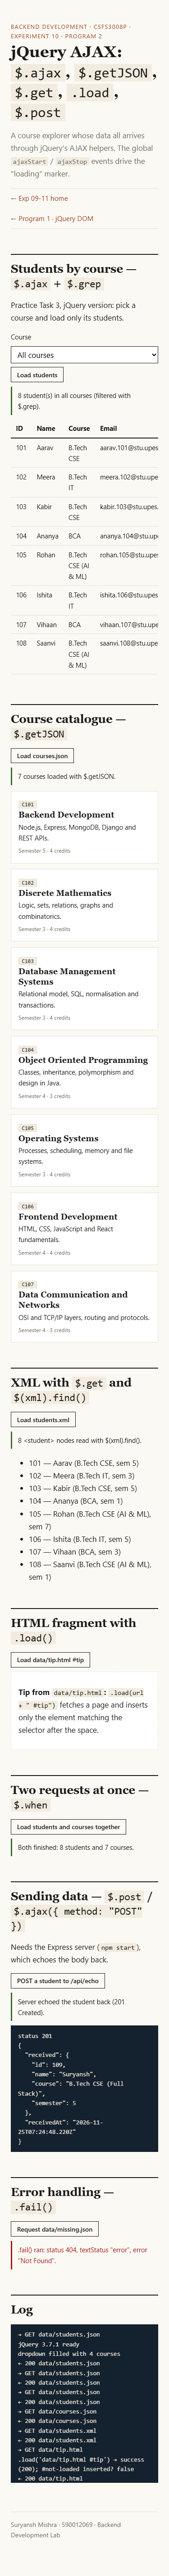 BACKEND DEVELOPMENT · CSF53008P ·
EXPERIMENT 10 · PROGRAM 2
jQuery AJAX:
$.ajax, $.getJSON,
$.get, .load,
$.post
A course explorer whose data all arrives
through jQuery's AJAX helpers. The global
ajaxStart / ajaxStop events drive the
"loading" marker.
← Exp 09-11 home
← Program 1 · jQuery DOM
Students by course —
$.ajax + $.grep
Practice Task 3, jQuery version: pick a
course and load only its students.
Course
All courses
Load students
8 student(s) in all courses (filtered with
$.grep).
ID Name Course Email
101 Aarav B.Tech aarav.101@stu.upes
CSE
102 Meera B.Tech meera.102@stu.upe
IT
103 Kabir B.Tech kabir.103@stu.upes.
CSE
104 Ananya BCA ananya.104@stu.up
105 Rohan B.Tech rohan.105@stu.upes
CSE (AI
& ML)
106 Ishita B.Tech ishita.106@stu.upes
IT
107 Vihaan BCA vihaan.107@stu.upe
108 Saanvi B.Tech saanvi.108@stu.upe
CSE (AI
& ML)
Course catalogue —
$.getJSON
Load courses.json
7 courses loaded with $.getJSON.
C101
Backend Development
Node.js, Express, MongoDB, Django and
REST APIs.
Semester 5 · 4 credits
C102
Discrete Mathematics
Logic, sets, relations, graphs and
combinatorics.
Semester 3 · 4 credits
C103
Database Management
Systems
Relational model, SQL, normalisation and
transactions.
Semester 3 · 4 credits
C104
Object Oriented Programming
Classes, inheritance, polymorphism and
design in Java.
Semester 4 · 3 credits
C105
Operating Systems
Processes, scheduling, memory and file
systems.
Semester 3 · 4 credits
C106
Frontend Development
HTML, CSS, JavaScript and React
fundamentals.
Semester 4 · 4 credits
C107
Data Communication and
Networks
OSI and TCP/IP layers, routing and protocols.
Semester 4 · 3 credits
XML with $.get and
$(xml).find()
Load students.xml
8 <student> nodes read with $(xml).find().
• 101 — Aarav (B.Tech CSE, sem 5)
• 102 — Meera (B.Tech IT, sem 3)
• 103 — Kabir (B.Tech CSE, sem 5)
• 104 — Ananya (BCA, sem 1)
• 105 — Rohan (B.Tech CSE (AI & ML),
sem 7)
• 106 — Ishita (B.Tech IT, sem 5)
• 107 — Vihaan (BCA, sem 3)
• 108 — Saanvi (B.Tech CSE (AI & ML),
sem 1)
HTML fragment with
.load()
Load data/tip.html #tip
Tip from data/tip.html: .load(url
+ " #tip") fetches a page and inserts
only the element matching the
selector after the space.
Two requests at once —
$.when
Load students and courses together
Both finished: 8 students and 7 courses.
Sending data — $.post /
$.ajax({ method: "POST"
})
Needs the Express server (npm start),
which echoes the body back.
POST a student to /api/echo
Server echoed the student back (201
Created).
status 201
{
"received": {
"id": 109,
"name": "Suryansh",
"course": "B.Tech CSE (Full
Stack)",
"semester": 5
},
"receivedAt": "2026-11-
25T07:24:48.220Z"
}
Error handling —
.fail()
Request data/missing.json
.fail() ran: status 404, textStatus "error", error
"Not Found".
Log
→ GET data/students.json
jQuery 3.7.1 ready
dropdown filled with 4 courses
← 200 data/students.json
→ GET data/students.json
← 200 data/students.json
→ GET data/students.json
← 200 data/students.json
→ GET data/courses.json
← 200 data/courses.json
→ GET data/students.xml
← 200 data/students.xml
→ GET data/tip.html
.load('data/tip.html #tip') → success
(200); #not-loaded inserted? false
← 200 data/tip.html
Suryansh Mishra · 590012069 · Backend
Development Lab